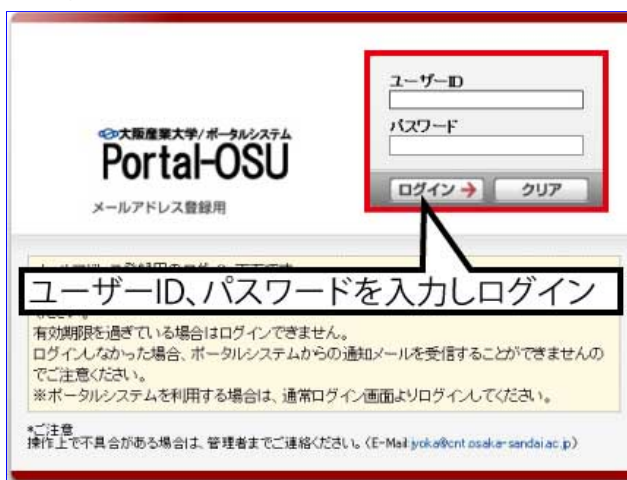 ユーザーID
パスワード
大阪産業大学/ポータルシステム
Portal-OSU
ログイン
クリア
メールアドレス登録用
ユーザーID、パスワードを入力しログイン
ださい。
有効期限を過ぎている場合はログインできません。
ログインしなかった場合、ポータルシステムからの通知メールを受信することができませんの
でご注意ください。
※ポータルシステムを利用する場合は、通常ログイン画面よりログインしてください。
*ご注意
操作上で不具合がある場合は、管理者までご連絡ください。(E-Mail:jyoka@cnt.osaka-sandai.ac.jp)